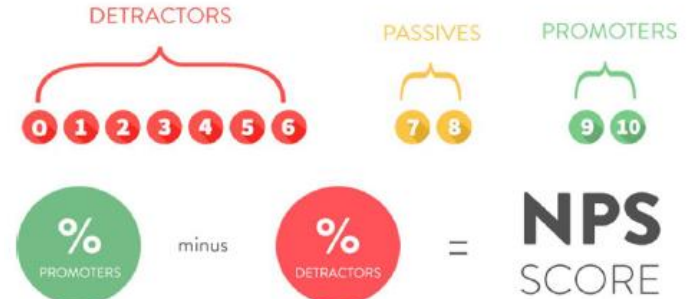 DETRACTORS
PASSIVES
PROMOTERS
0 1 2 3 4 5 6
7 8
9 10
% PROMOTERS
minus
% DETRACTORS
=
NPS
SCORE